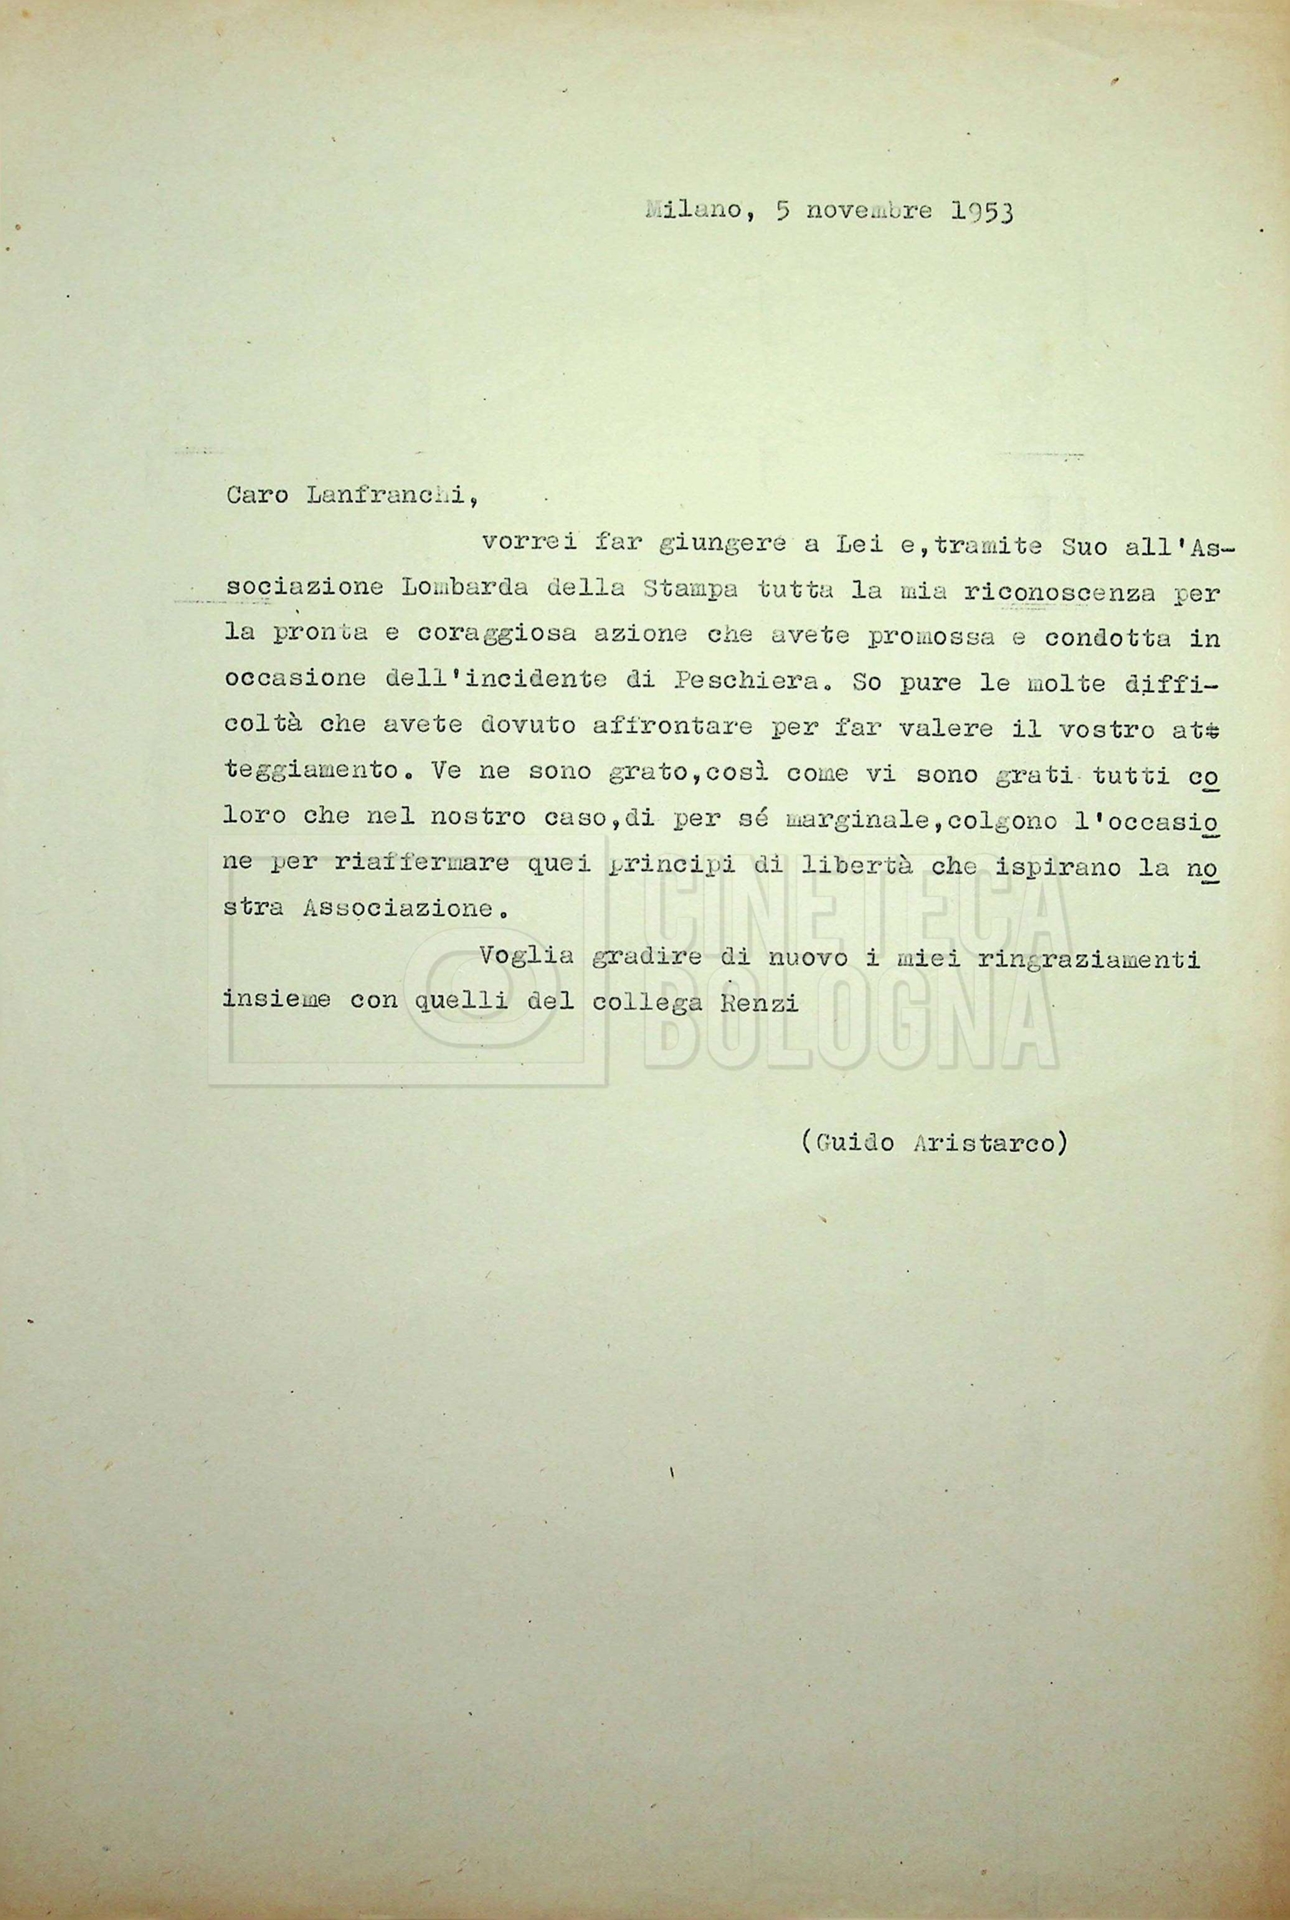 Milano, 5 novembre 1953
Caro Lanfranchi,
vorrei far giungere a Lei e,tramite Suo all'As-
sociazione Lombarda della Stampa tutta la mia riconoscenza per
la pronta e coraggiosa azione che avete promossa e condotta in
occasione dell'incidente di Peschiera. So pure le molte diffi-
coltà che avete dovuto affrontare per far valere il vostro att
teggiamento. Ve ne sono grato,così come vi sono grati tutti co
loro che nel nostro caso,di per sé marginale,colgono l'occasio
ne per riaffermare quei principi di libertà che ispirano la no
stra Associazione.
Voglia gradire di nuovo i miei ringraziamenti
insieme con quelli del collega Renzi
(Guido Aristarco)
CINETECA
BOLOGNA